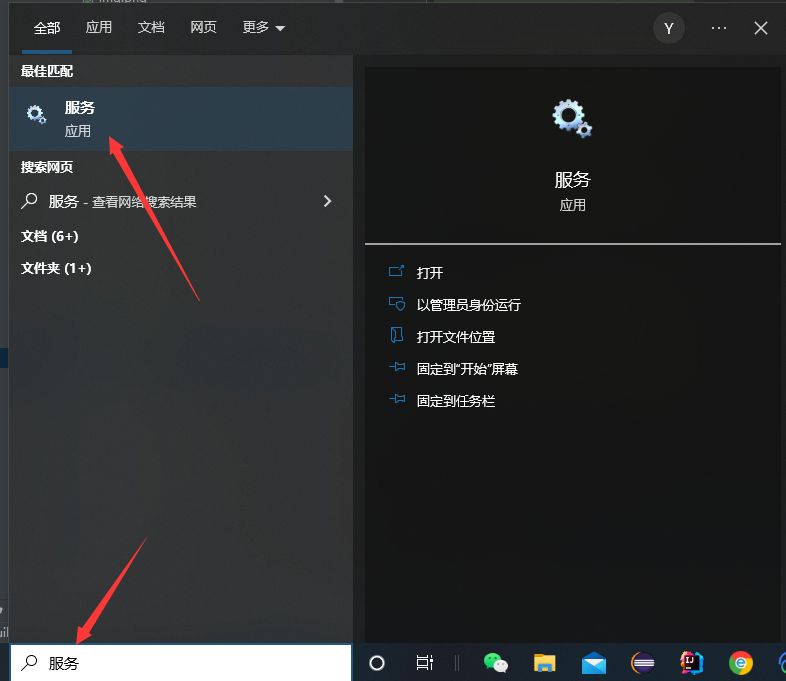 全部 应用 文档 网页 更多 Y ···
最佳匹配
服务
应用
搜索网页
服务 - 查看网络搜索结果
文档 (6+)
文件夹 (1+)
服务
应用
打开
以管理员身份运行
打开文件位置
固定到"开始"屏幕
固定到任务栏
服务